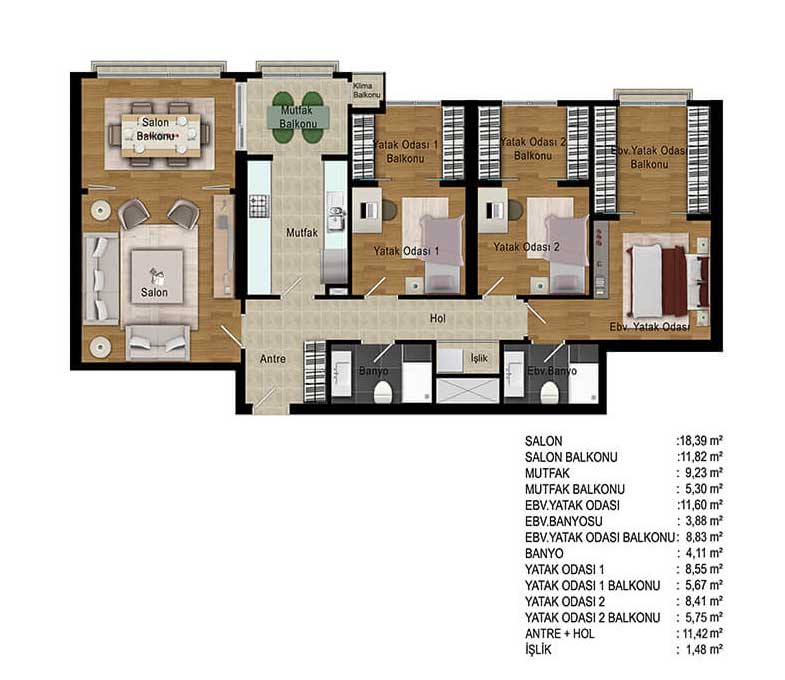 Klima
Balkonu
Salon
Balkonu
Mutfak
Balkonu
Yatak Odası 1
Balkonu
Yatak Odası 2
Balkonu
Ebv.Yatak Odası
Balkonu
Mutfak
Yatak Odası 1
Yatak Odası 2
Salon
Hol
Ebv. Yatak Odası
Antre
Banyo
İşlik
Ebv.Banyo
SALON :18,39 m²
SALON BALKONU :11,82 m²
MUTFAK : 9,23 m²
MUTFAK BALKONU : 5,30 m²
EBV.YATAK ODASI :11,60 m²
EBV.BANYOSU : 3,88 m²
EBV.YATAK ODASI BALKONU: 8,83 m²
BANYO : 4,11 m²
YATAK ODASI 1 : 8,55 m²
YATAK ODASI 1 BALKONU : 5,67 m²
YATAK ODASI 2 : 8,41 m²
YATAK ODASI 2 BALKONU : 5,75 m²
ANTRE + HOL : 11,42 m²
İŞLİK : 1,48 m²